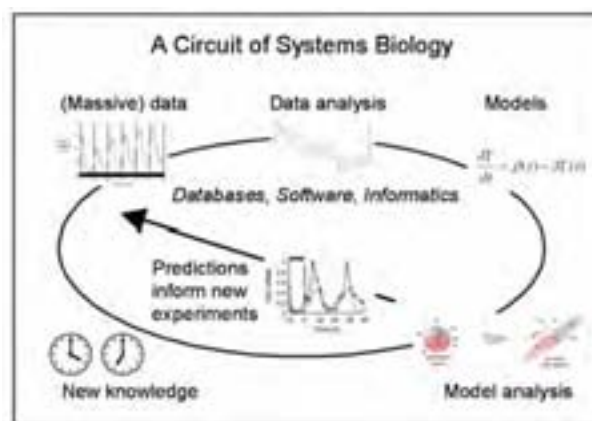 A Circuit of Systems Biology
(Massive) data
Data analysis
Models
Databases, Software, Informatics
Predictions
inform new
experiments
New knowledge
Model analysis